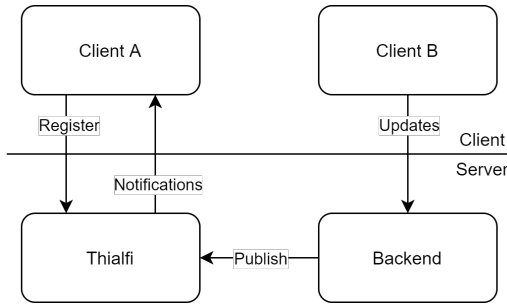 Client A
Client B
Register
Updates
Client
Server
Notifications
Thialfi
Publish
Backend